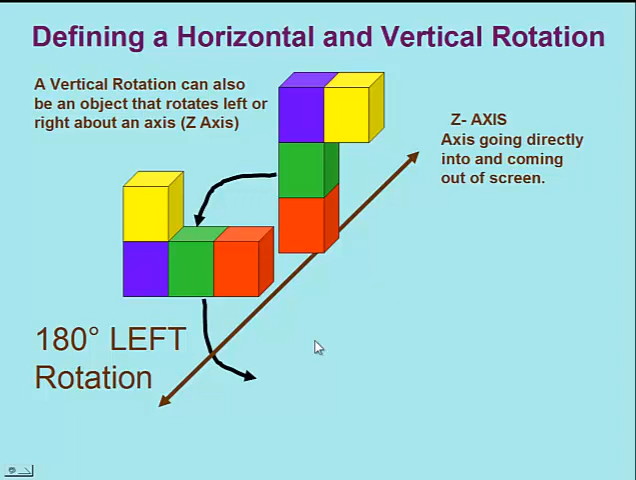 Defining a Horizontal and Vertical Rotation
A Vertical Rotation can also
be an object that rotates left or
right about an axis (Z Axis)
Z- AXIS
Axis going directly
into and coming
out of screen.
180° LEFT
Rotation